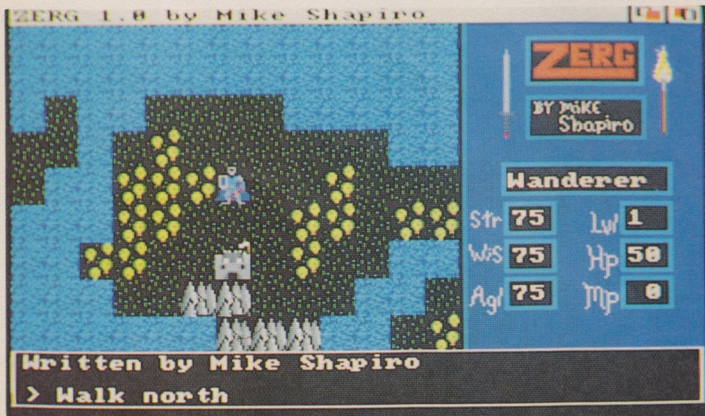 ZERG 1.0 by Mike Shapiro
ZERG
BY MiKE
Shapiro
Wanderer
Str 75 Lvl 1
WiS 75 Hp 50
Agl 75 Mp 0
Written by Mike Shapiro
> Walk north